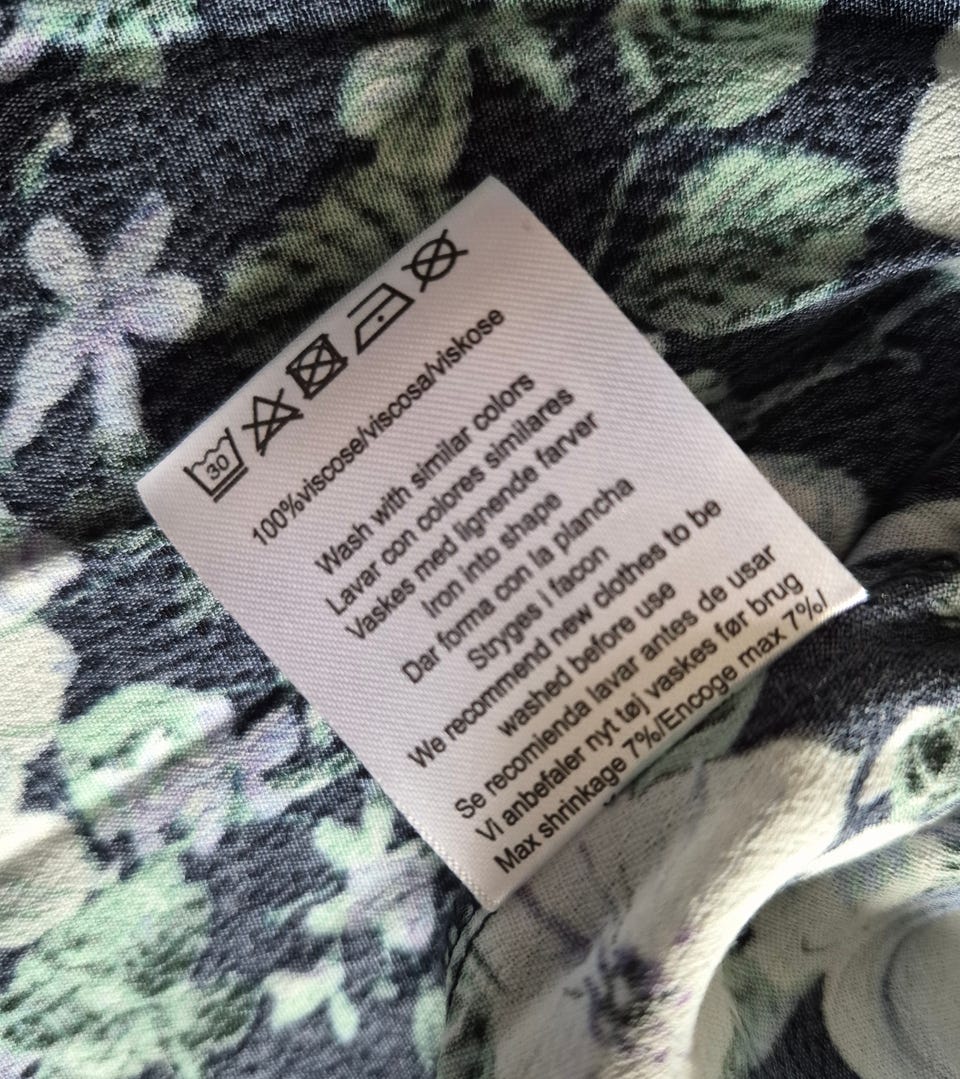 30
100%viscose/viscosa/viskose
Wash with similar colors
Lavar con colores similares
Vaskes med lignende farver
Iron into shape
Dar forma con la plancha
Stryges i facon
We recommend new clothes to be
washed before use
Se recomienda lavar antes de usar
Vi anbefaler nyt tøj vaskes før brug
Max shrinkage 7%/Encoge max 7%/